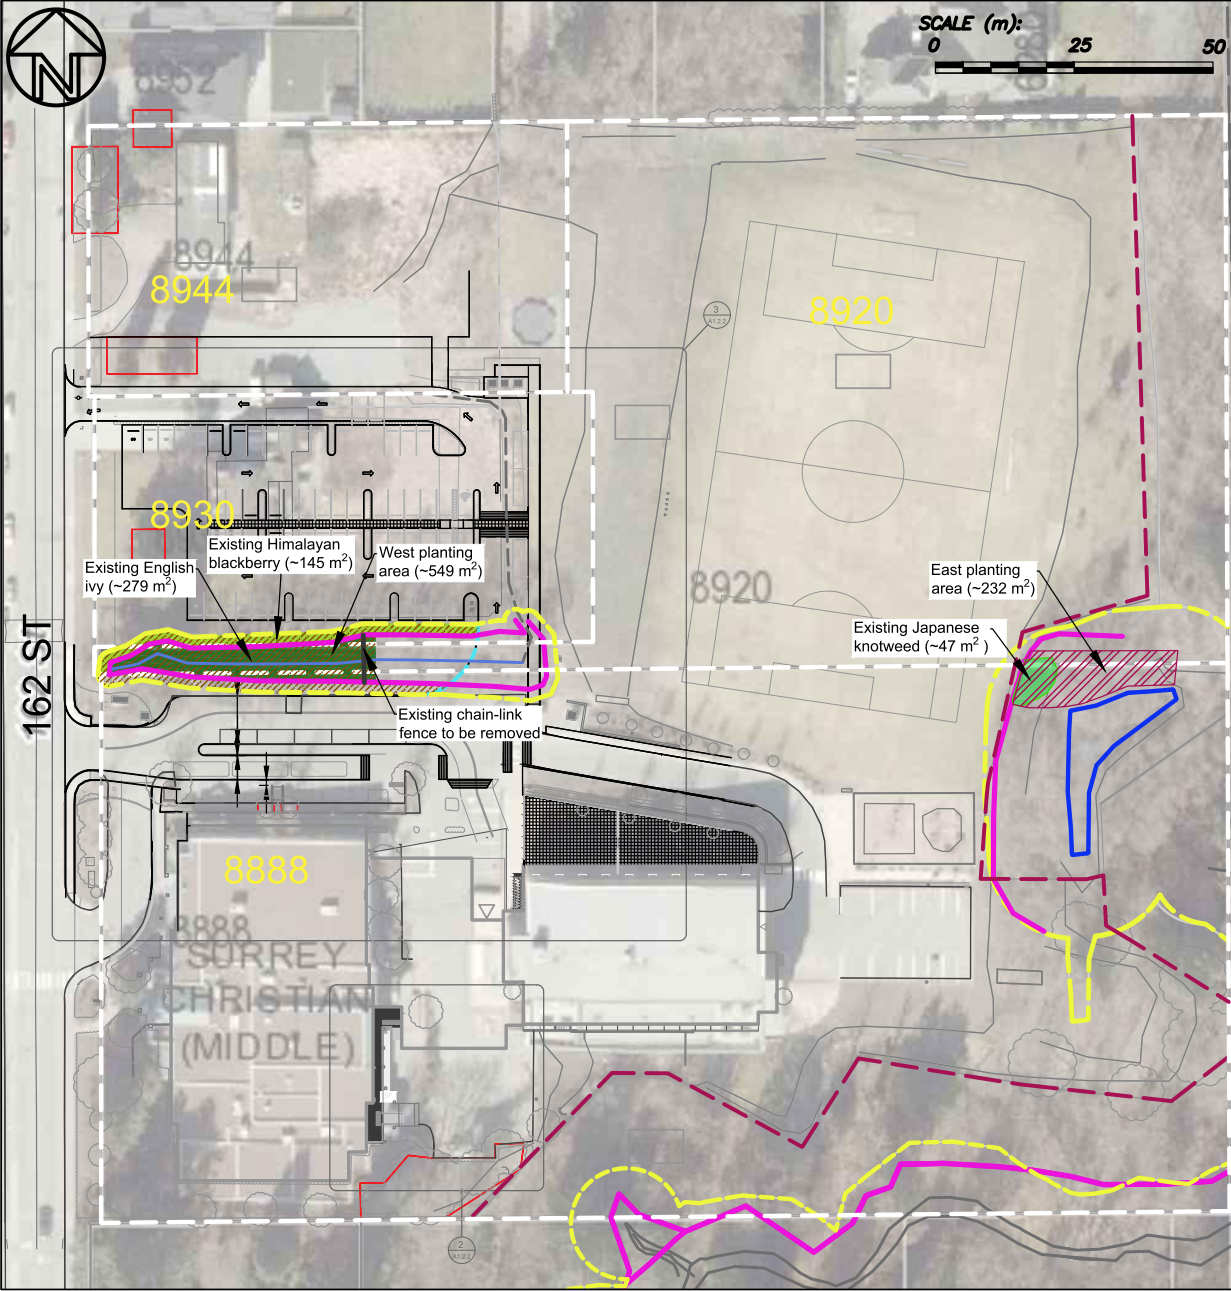 N
SCALE (m):
0 25 50
8952
8944
8944
8920
3
A1.2.2
8930
Existing English
ivy (~279 m²)
Existing Himalayan
blackberry (~145 m²)
West planting
area (~549 m²)
8920
East planting
area (~232 m²)
Existing Japanese
knotweed (~47 m² )
162 ST
Existing chain-link
fence to be removed
8888
8888
SURREY
CHRISTIAN
(MIDDLE)
2
A1.2.2